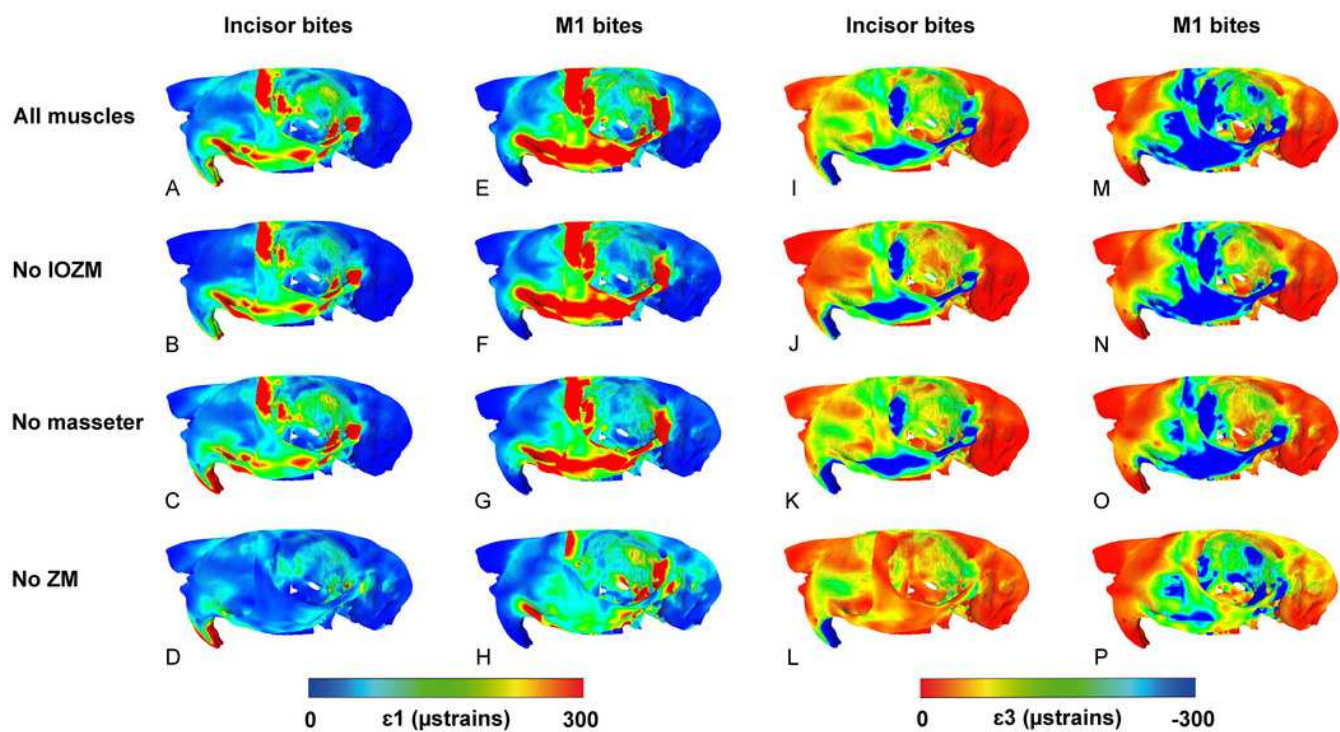 Incisor bites M1 bites Incisor bites M1 bites
All muscles
A E I M
No IOZM
B F J N
No masseter
C G K O
No ZM
D H L P
0 ε1 (µstrains) 300 0 ε3 (µstrains) -300